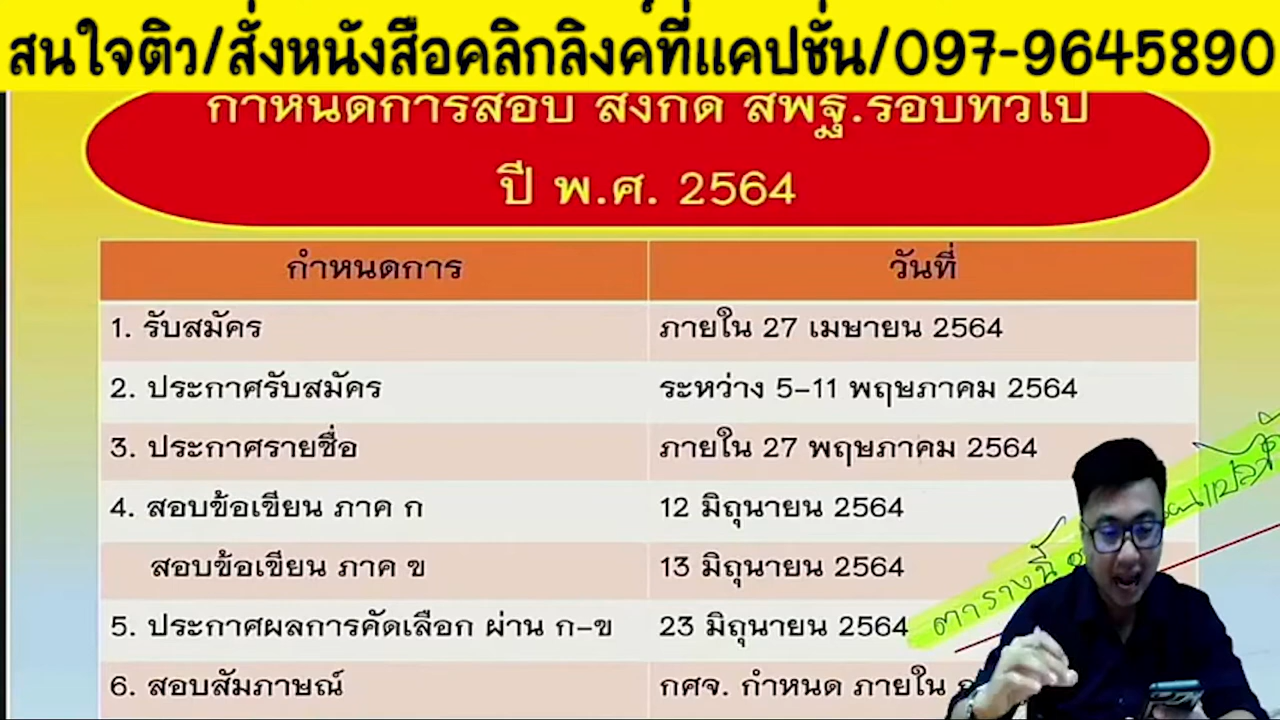 สนใจติว/สั่งหนังสือคลิกลิงค์ที่แคปชั่น/097-9645890
กำหนดการสอบ สังกัด สพฐ.รอบทั่วไป
ปี พ.ศ. 2564
กำหนดการ วันที่
1. รับสมัคร ภายใน 27 เมษายน 2564
2. ประกาศรับสมัคร ระหว่าง 5-11 พฤษภาคม 2564
3. ประกาศรายชื่อ ภายใน 27 พฤษภาคม 2564
4. สอบข้อเขียน ภาค ก 12 มิถุนายน 2564
สอบข้อเขียน ภาค ข 13 มิถุนายน 2564
5. ประกาศผลการคัดเลือก ผ่าน ก-ข 23 มิถุนายน 2564
6. สอบสัมภาษณ์ กศจ. กำหนด ภายใน
ตารางนี้